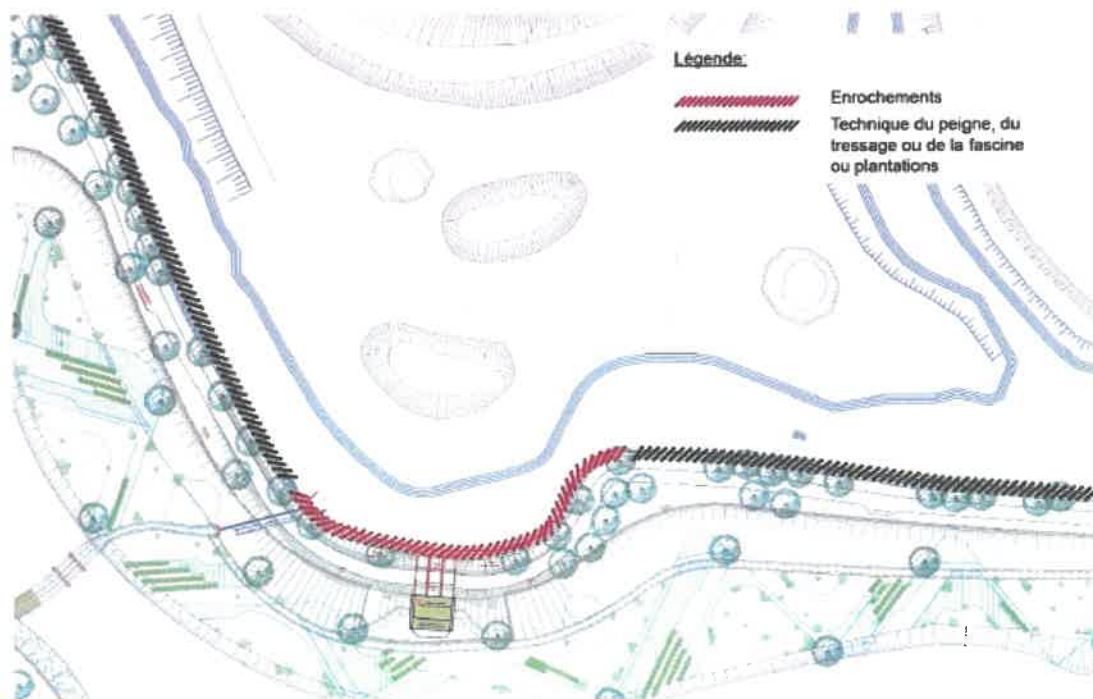 Légende:
Enrochements
Technique du peigne, du
tressage ou de la fascine
ou plantations